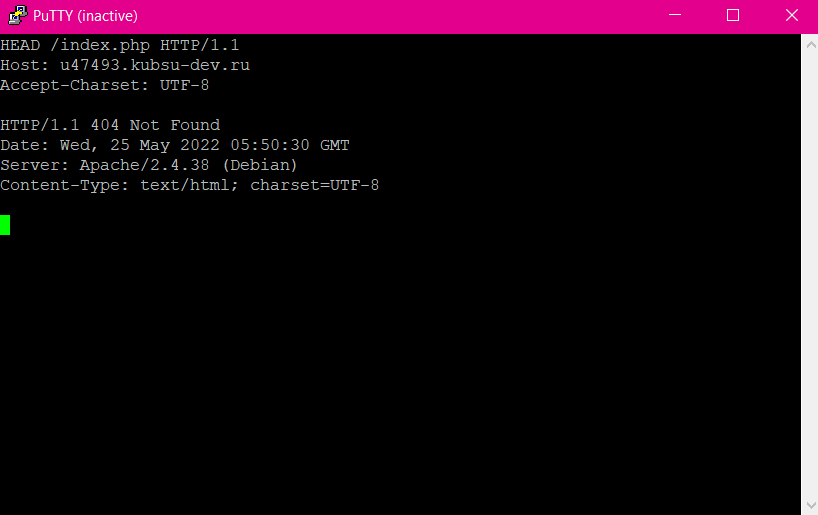 PuTTY (inactive)
HEAD /index.php HTTP/1.1
Host: u47493.kubsu-dev.ru
Accept-Charset: UTF-8
HTTP/1.1 404 Not Found
Date: Wed, 25 May 2022 05:50:30 GMT
Server: Apache/2.4.38 (Debian)
Content-Type: text/html; charset=UTF-8